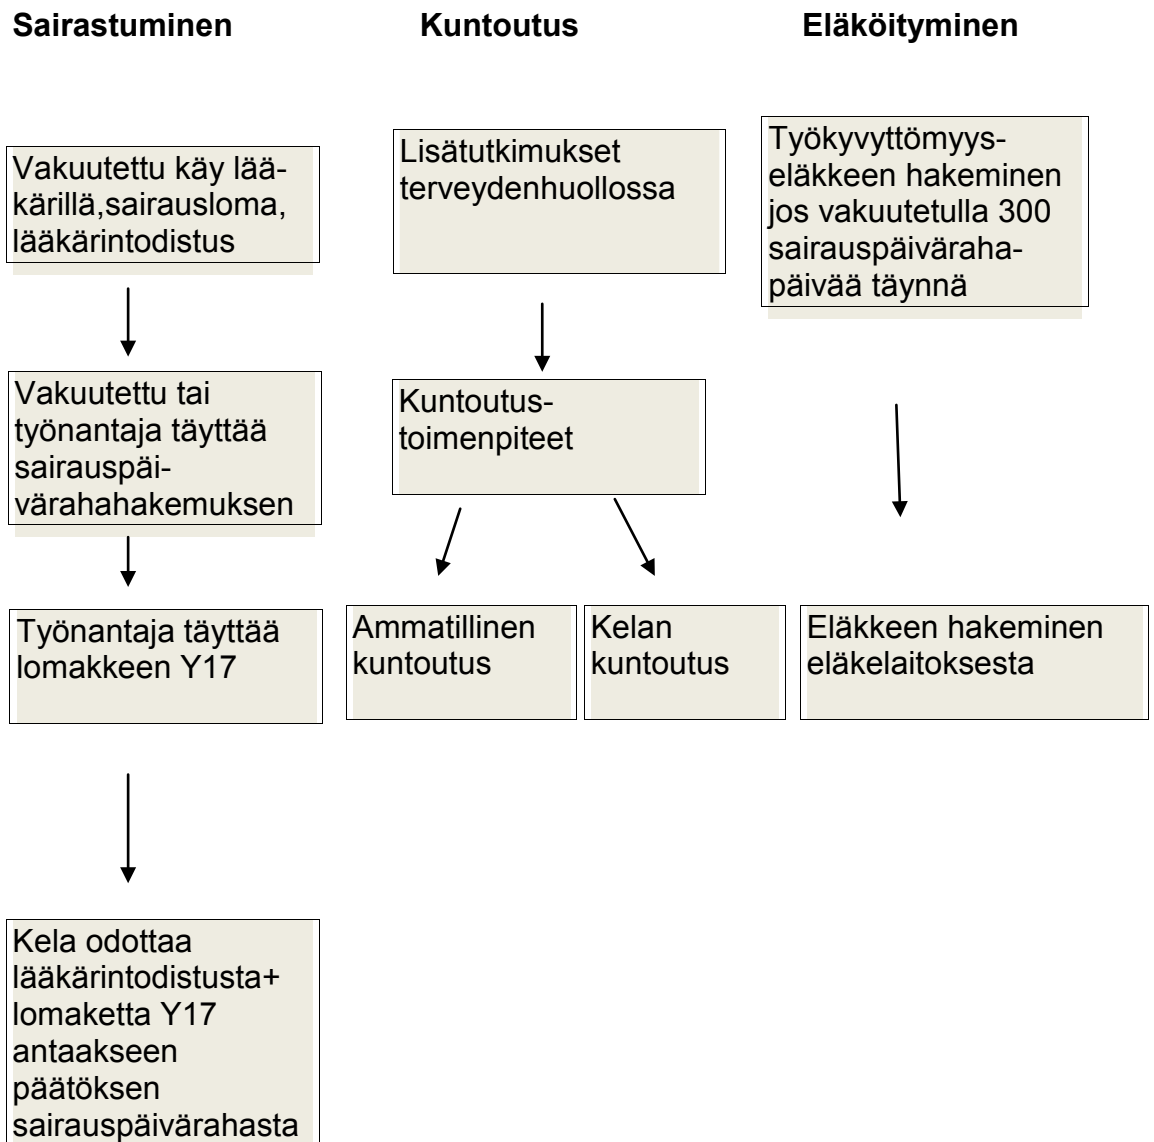 Sairastuminen
Kuntoutus
Eläköityminen
Vakuutettu käy lää-
kärillä,sairausloma,
lääkärintodistus
Vakuutettu tai
työnantaja täyttää
sairauspäi-
värahahakemuksen
Työnantaja täyttää
lomakkeen Y17
Kela odottaa
lääkärintodistusta+
lomaketta Y17
antaakseen
päätöksen
sairauspäivärahasta
Lisätutkimukset
terveydenhuollossa
Kuntoutus-
toimenpiteet
Ammatillinen
kuntoutus
Kelan
kuntoutus
Työkyvyttömyys-
eläkkeen hakeminen
jos vakuutetulla 300
sairauspäiväraha-
päivää täynnä
Eläkkeen hakeminen
eläkelaitoksesta